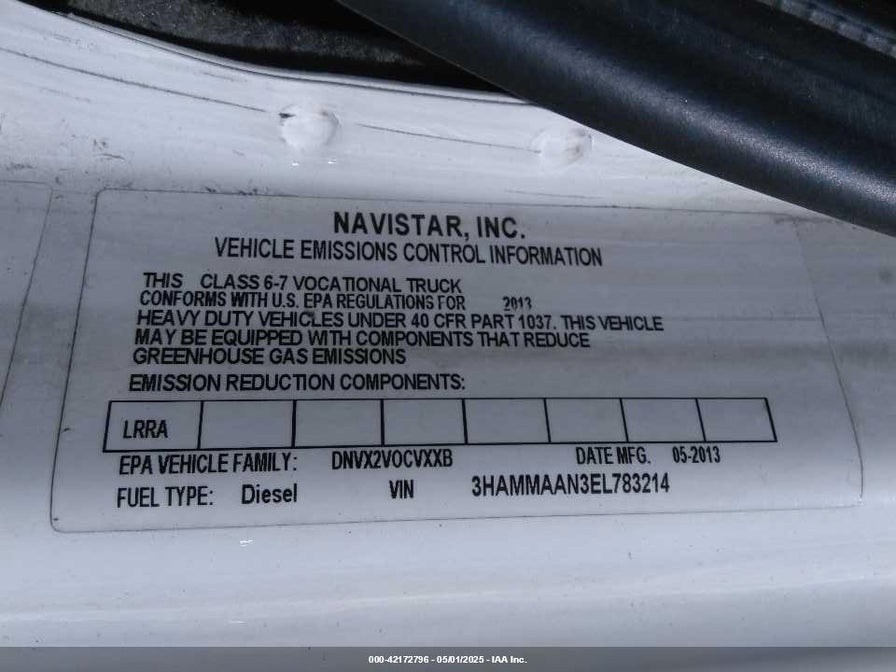 NAVISTAR, INC.
VEHICLE EMISSIONS CONTROL INFORMATION
THIS CLASS 6-7 VOCATIONAL TRUCK
CONFORMS WITH U.S. EPA REGULATIONS FOR 2013
HEAVY DUTY VEHICLES UNDER 40 CFR PART 1037. THIS VEHICLE
MAY BE EQUIPPED WITH COMPONENTS THAT REDUCE
GREENHOUSE GAS EMISSIONS
EMISSION REDUCTION COMPONENTS:
LRRA
EPA VEHICLE FAMILY: DNVX2VOCVXXB DATE MFG. 05-2013
FUEL TYPE: Diesel VIN 3HAMMAAN3EL783214
000-42172796 - 05/01/2025 - IAA Inc.